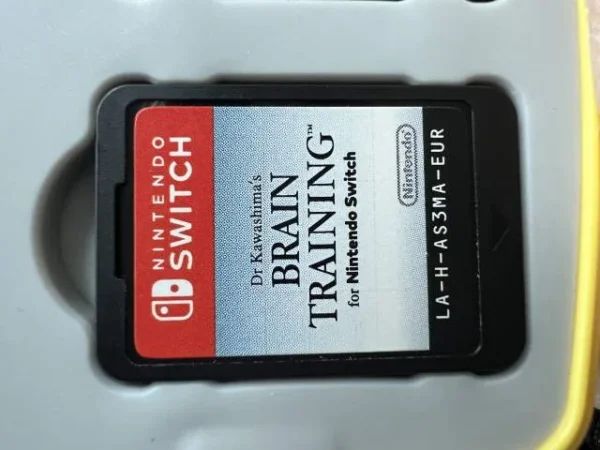 NINTENDO
SWITCH
Dr Kawashima's
BRAIN
TRAINING™
for Nintendo Switch
Nintendo®
LA-H-AS3MA-EUR